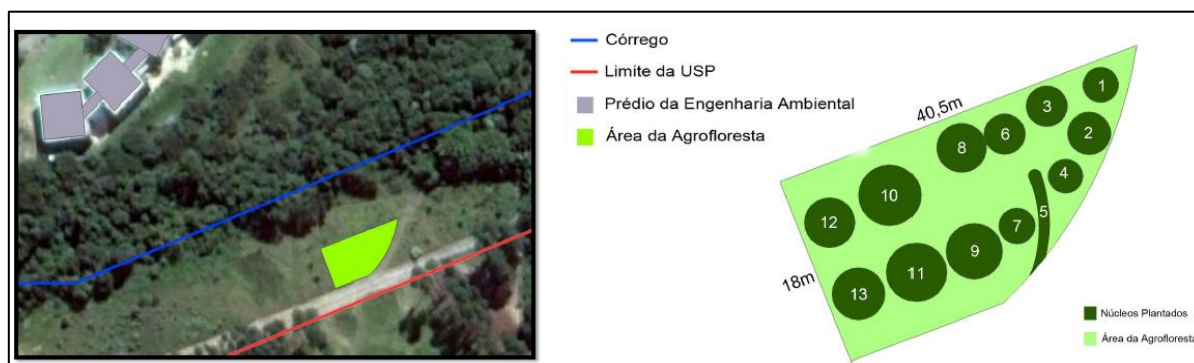 Córrego
Limite da USP
Prédio da Engenharia Ambiental
Área da Agrofloresta
40,5m
18m
1
2
3
4
5
6
7
8
9
10
11
12
13
Núcleos Plantados
Área da Agrofloresta